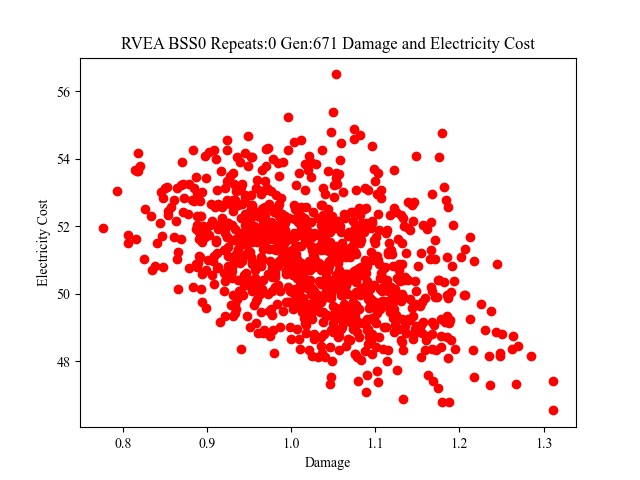 RVEA BSS0 Repeats:0 Gen:671 Damage and Electricity Cost
56
54
52
50
48
Electricity Cost
0.8 0.9 1.0 1.1 1.2 1.3
Damage